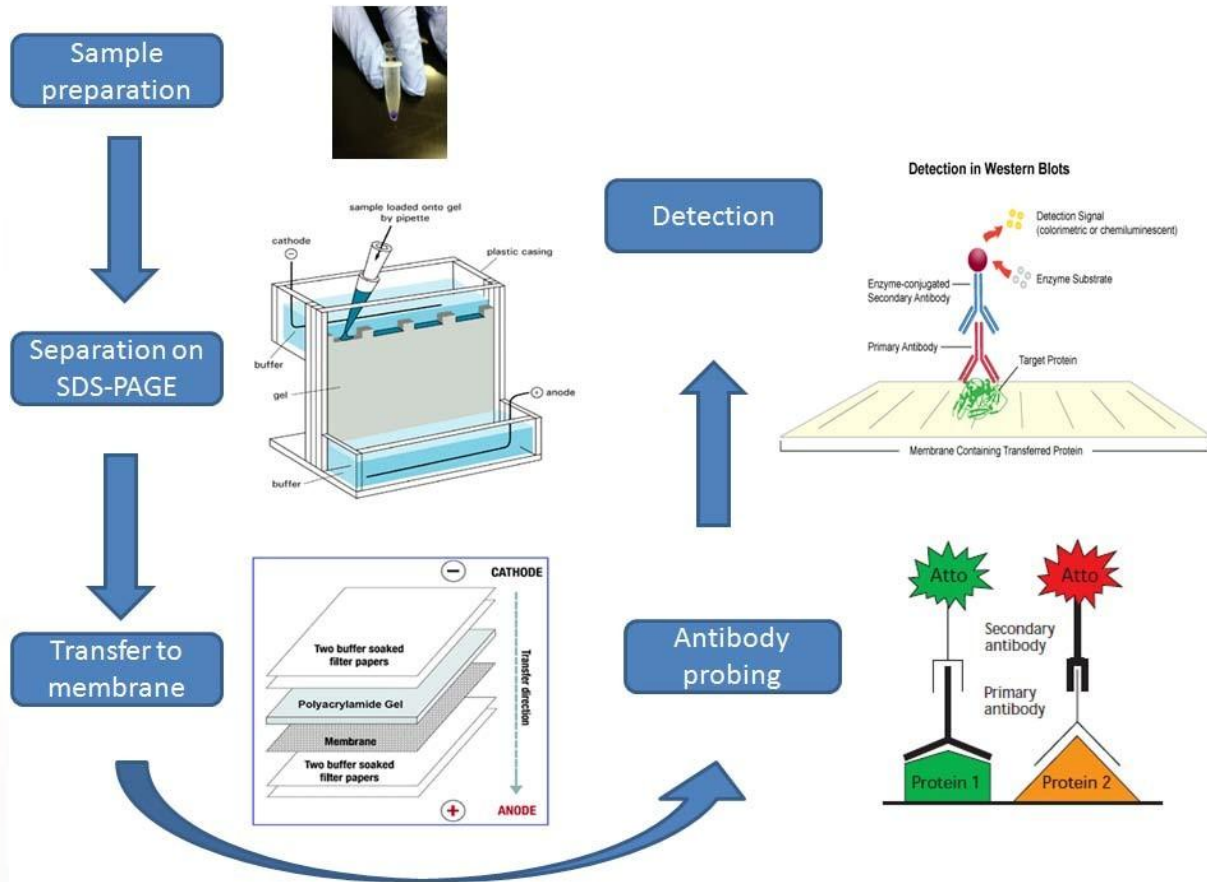 Sample
preparation
Separation on
SDS-PAGE
Transfer to
membrane
sample loaded onto gel
by pipette
cathode
−
plastic casing
buffer
gel
+ anode
buffer
− CATHODE
Two buffer soaked
filter papers
Polyacrylamide Gel
Membrane
Two buffer soaked
filter papers
Transfer direction
+ ANODE
Antibody
probing
Atto
Atto
Secondary
antibody
Primary
antibody
Protein 1
Protein 2
Detection
Detection in Western Blots
Detection Signal
(colorimetric or chemiluminescent)
Enzyme Substrate
Enzyme-conjugated
Secondary Antibody
Primary Antibody
Target Protein
Membrane Containing Transferred Protein